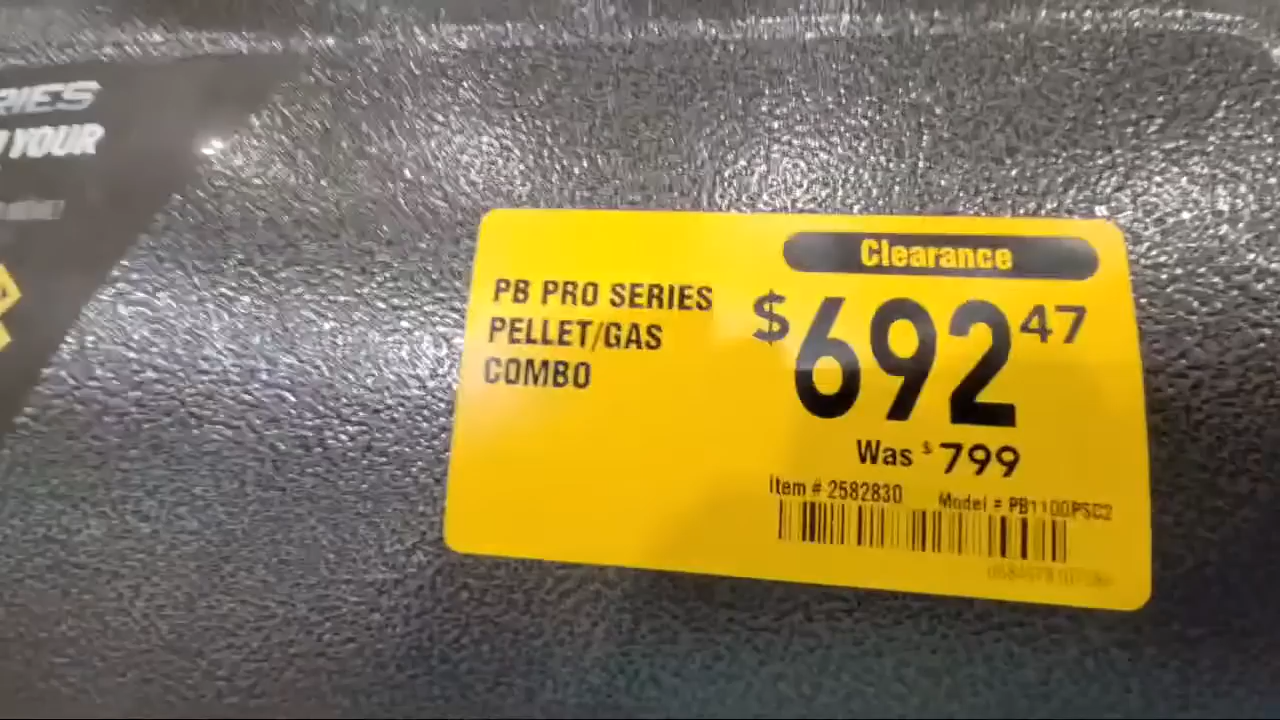 RIES
YOUR
Clearance
PB PRO SERIES
PELLET/GAS
COMBO
$692 47
Was $799
Item # 2582830 Model # PB1100PSC2